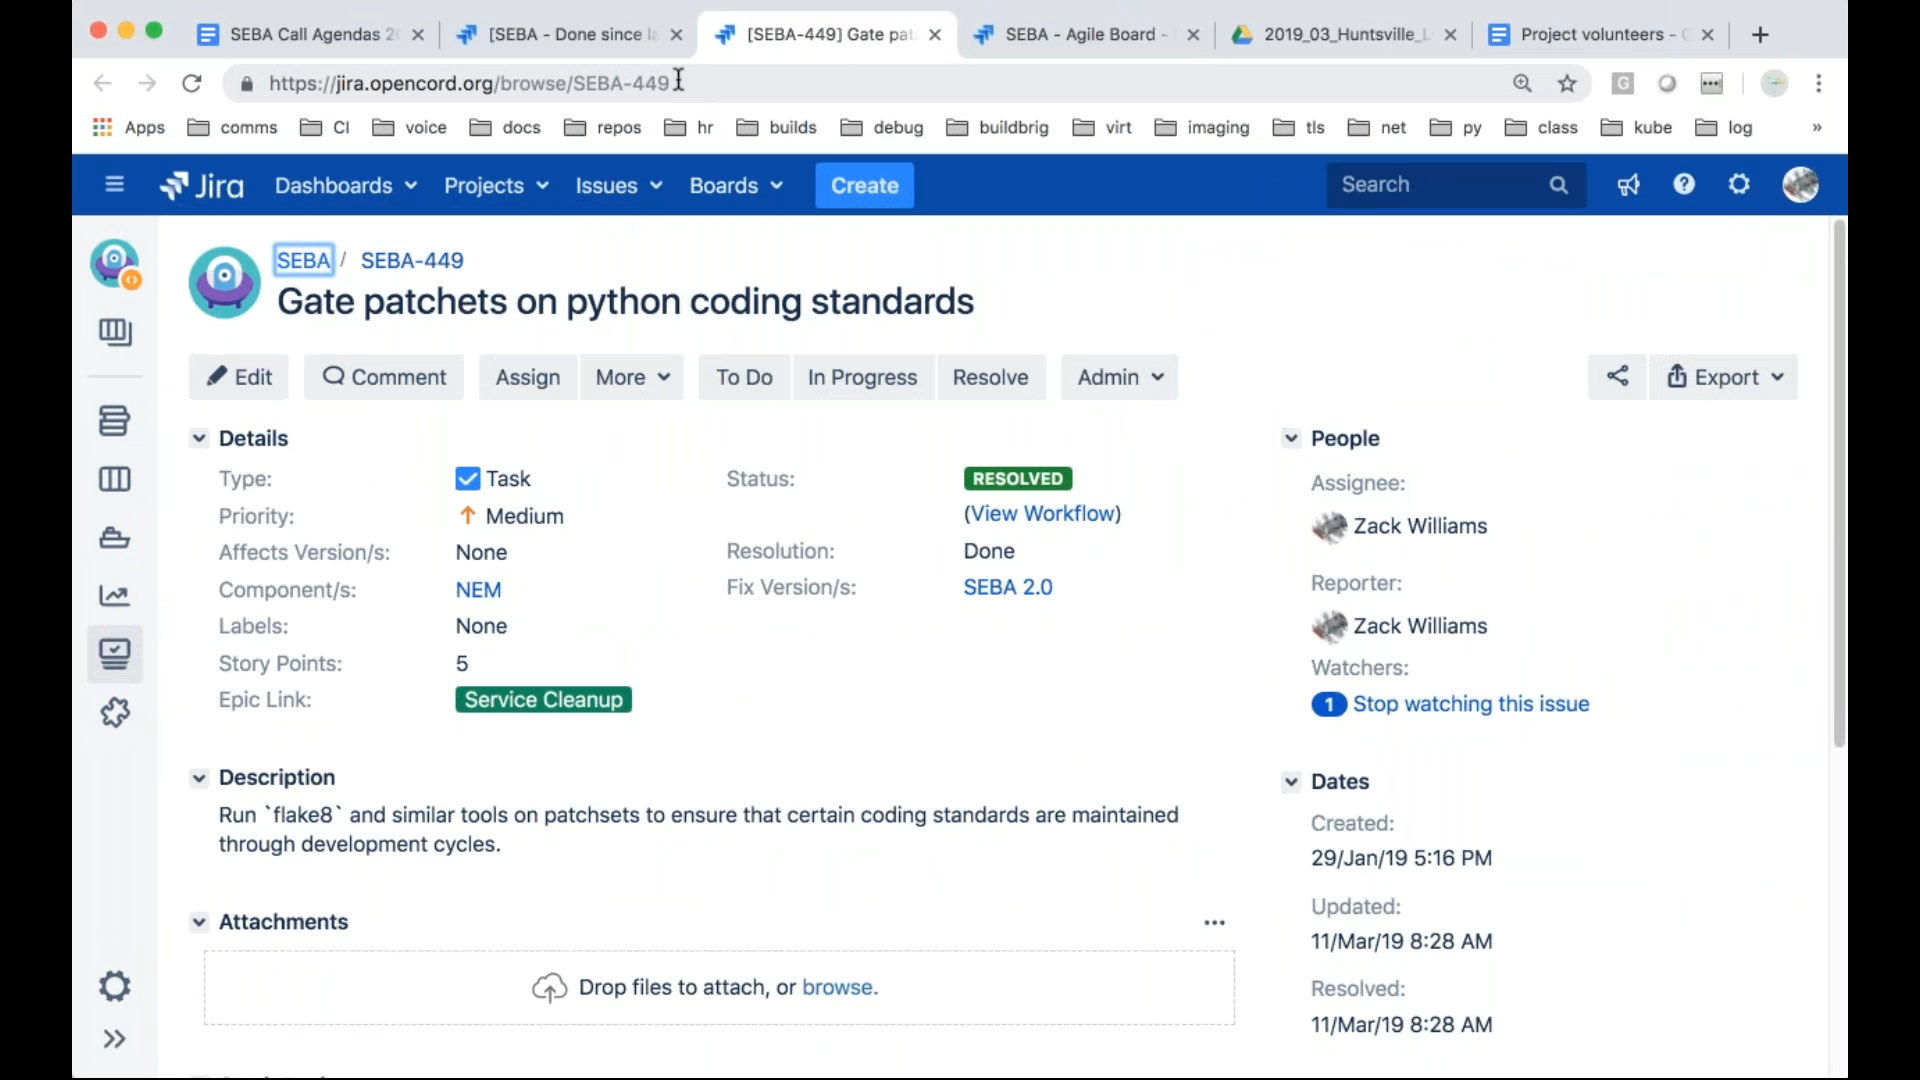 SEBA Call Agendas 2
[SEBA - Done since la
[SEBA-449] Gate pat
SEBA - Agile Board -
2019_03_Huntsville_L
Project volunteers -
https://jira.opencord.org/browse/SEBA-449
Apps comms CI voice docs repos hr builds debug buildbrig virt imaging tls net py class kube log »
Jira Dashboards Projects Issues Boards Create Search
SEBA / SEBA-449
Gate patchets on python coding standards
Edit Comment Assign More To Do In Progress Resolve Admin Export
Details
Type: Task
Priority: Medium
Affects Version/s: None
Component/s: NEM
Labels: None
Story Points: 5
Epic Link: Service Cleanup
Status: RESOLVED
(View Workflow)
Resolution: Done
Fix Version/s: SEBA 2.0
Description
Run `flake8` and similar tools on patchsets to ensure that certain coding standards are maintained
through development cycles.
Attachments
Drop files to attach, or browse.
People
Assignee:
Zack Williams
Reporter:
Zack Williams
Watchers:
1 Stop watching this issue
Dates
Created:
29/Jan/19 5:16 PM
Updated:
11/Mar/19 8:28 AM
Resolved:
11/Mar/19 8:28 AM